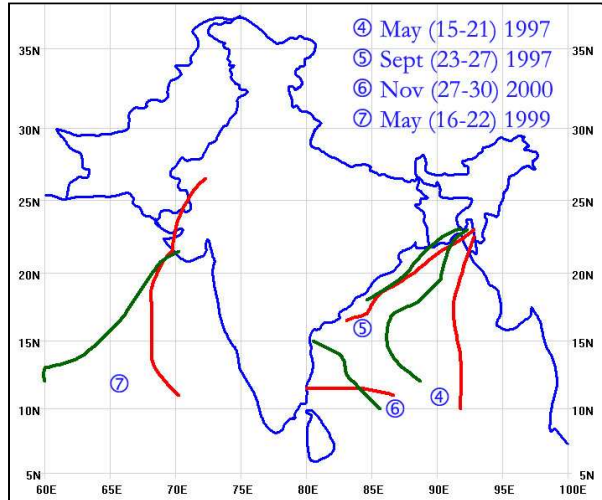 ④ May (15-21) 1997
⑤ Sept (23-27) 1997
⑥ Nov (27-30) 2000
⑦ May (16-22) 1999
35N 35N
30N 30N
25N 25N
20N 20N
⑤
15N 15N
⑦ ④
10N ⑥ 10N
5N 5N
60E 65E 70E 75E 80E 85E 90E 95E 100E